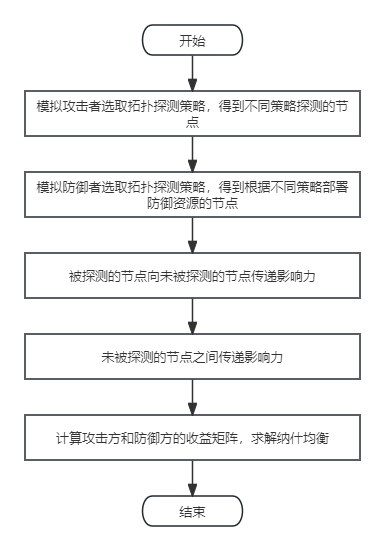 开始
模拟攻击者选取拓扑探测策略，得到不同策略探测的节
点
模拟防御者选取拓扑探测策略，得到根据不同策略部署
防御资源的节点
被探测的节点向未被探测的节点传递影响力
未被探测的节点之间传递影响力
计算攻击方和防御方的收益矩阵，求解纳什均衡
结束